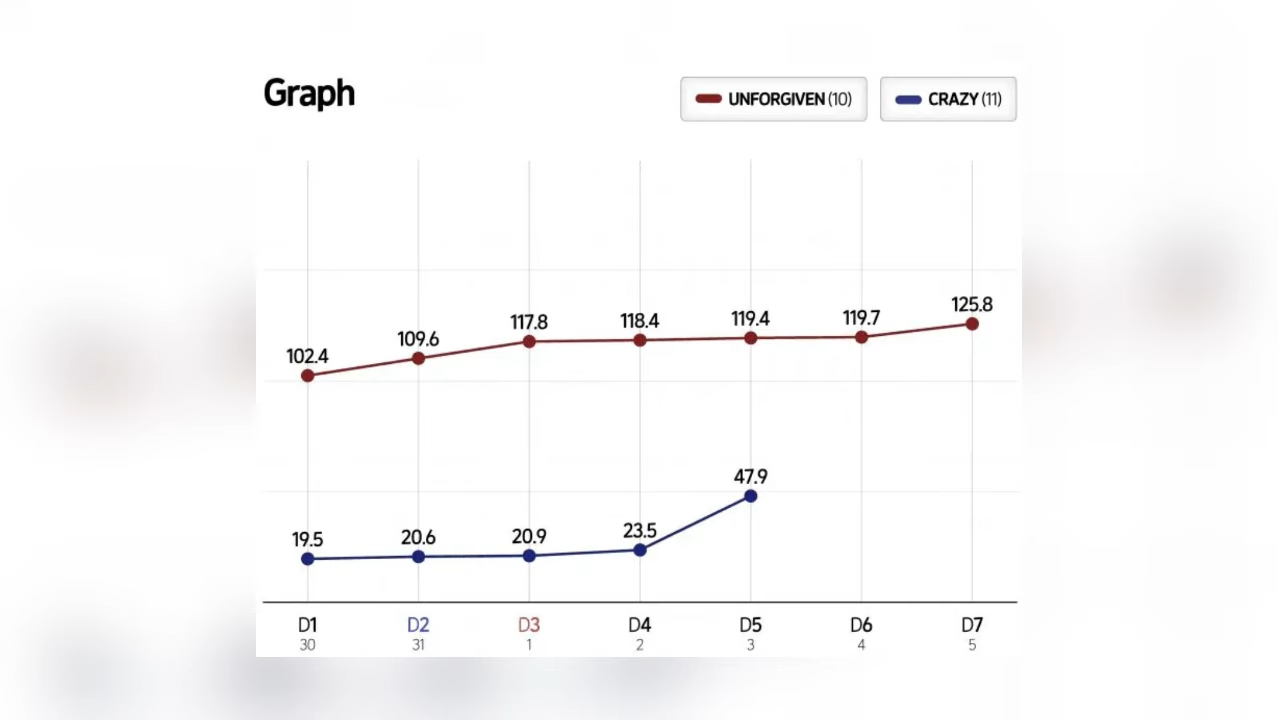 Graph
UNFORGIVEN (10) CRAZY (11)
102.4 109.6 117.8 118.4 119.4 119.7 125.8
19.5 20.6 20.9 23.5 47.9
D1 D2 D3 D4 D5 D6 D7
30 31 1 2 3 4 5